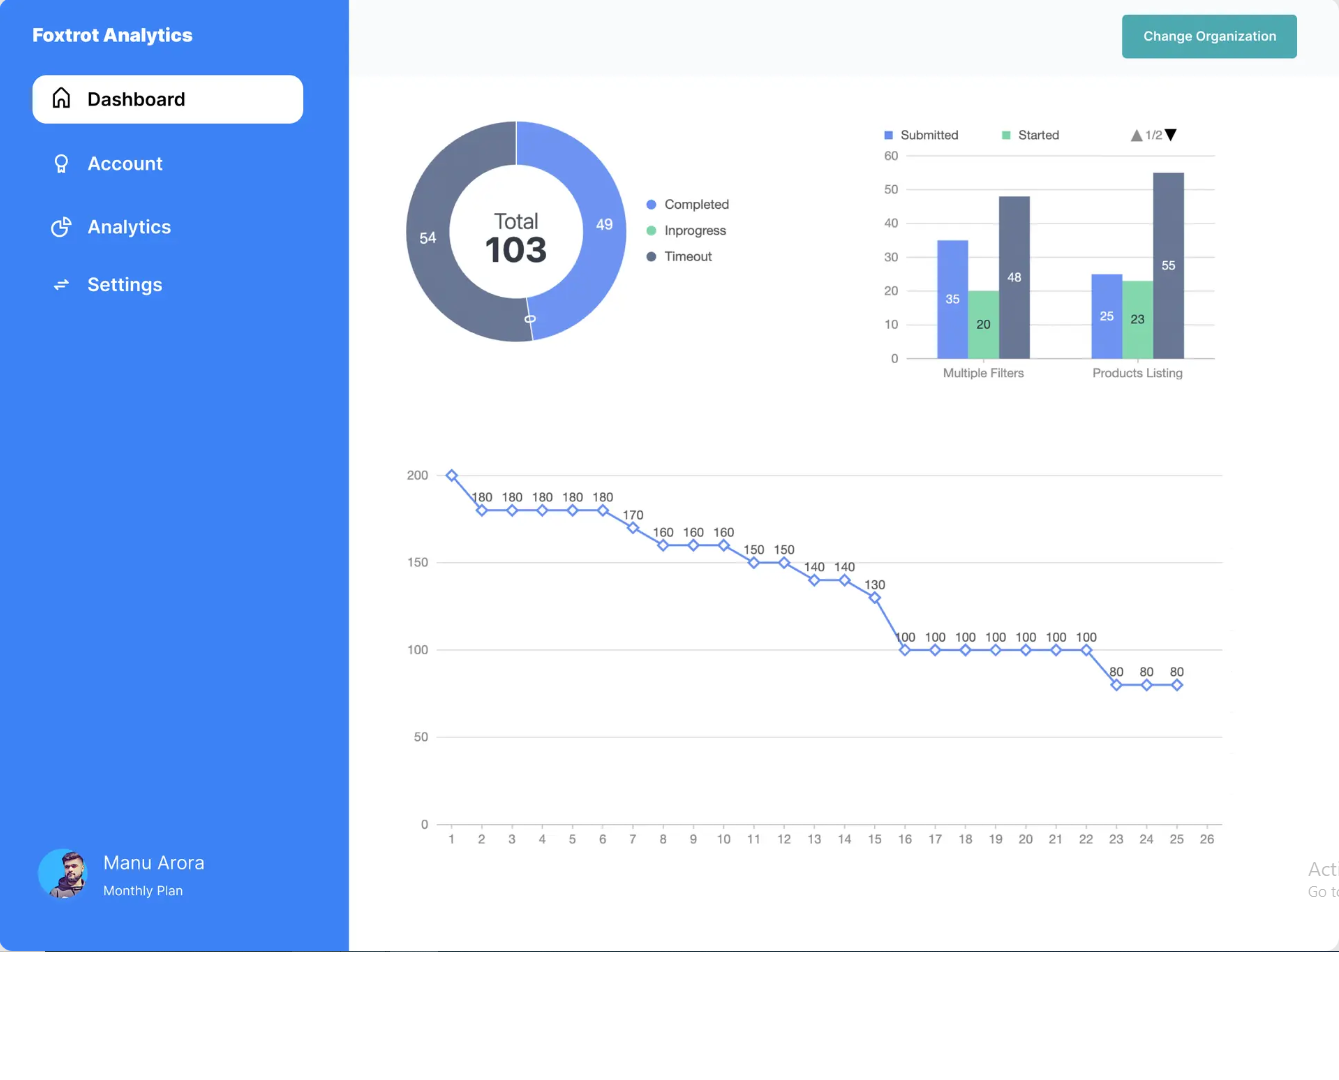 Foxtrot Analytics
Change Organization
Dashboard
Account
Analytics
Settings
Manu Arora
Monthly Plan
54
Total
103
49
0
Completed
Inprogress
Timeout
Submitted Started 1/2
60
50
40
30
20
10
0
35 20 48
25 23 55
Multiple Filters Products Listing
200
150
100
50
0
180 180 180 180 180 170 160 160 160 150 150 140 140 130 100 100 100 100 100 100 100 80 80 80
1 2 3 4 5 6 7 8 9 10 11 12 13 14 15 16 17 18 19 20 21 22 23 24 25 26
Acti
Go to